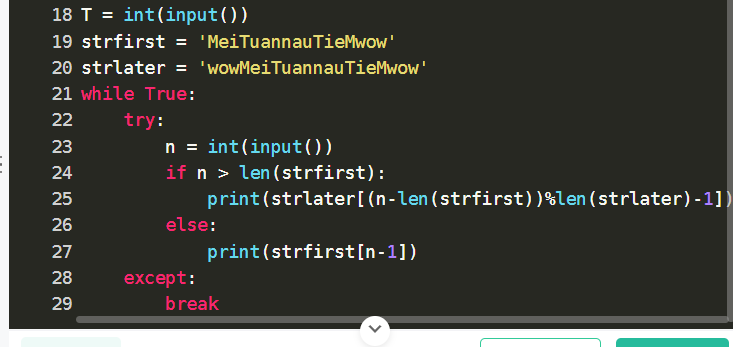 18 T = int(input())
19 strfirst = 'MeiTuannauTieMwow'
20 strlater = 'wowMeiTuannauTieMwow'
21 while True:
22     try:
23         n = int(input())
24         if n > len(strfirst):
25             print(strlater[(n-len(strfirst))%len(strlater)-1])
26         else:
27             print(strfirst[n-1])
28     except:
29         break